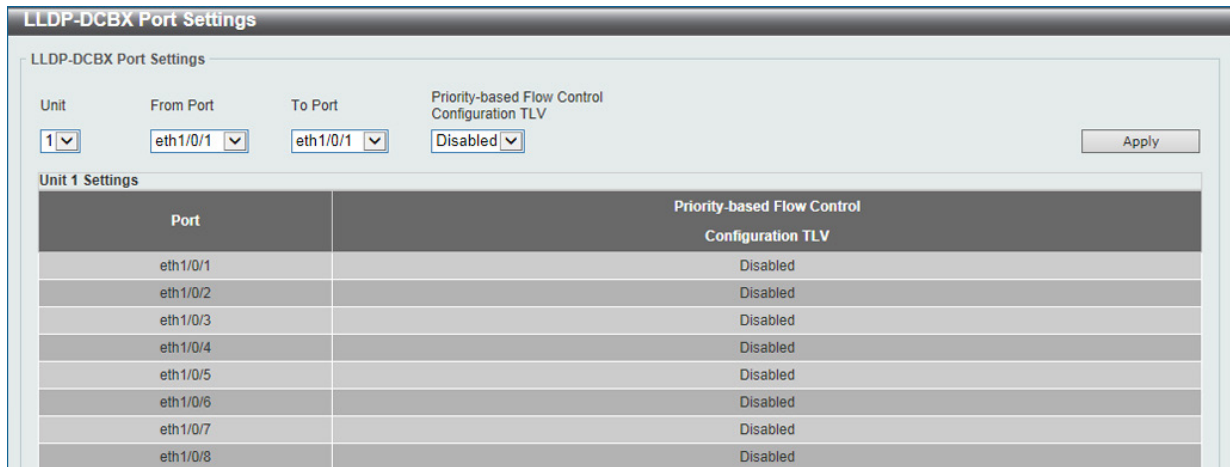 LLDP-DCBX Port Settings
LLDP-DCBX Port Settings
Unit From Port To Port Priority-based Flow Control
Configuration TLV
1 eth1/0/1 eth1/0/1 Disabled Apply
Unit 1 Settings
Port Priority-based Flow Control
Configuration TLV
eth1/0/1 Disabled
eth1/0/2 Disabled
eth1/0/3 Disabled
eth1/0/4 Disabled
eth1/0/5 Disabled
eth1/0/6 Disabled
eth1/0/7 Disabled
eth1/0/8 Disabled